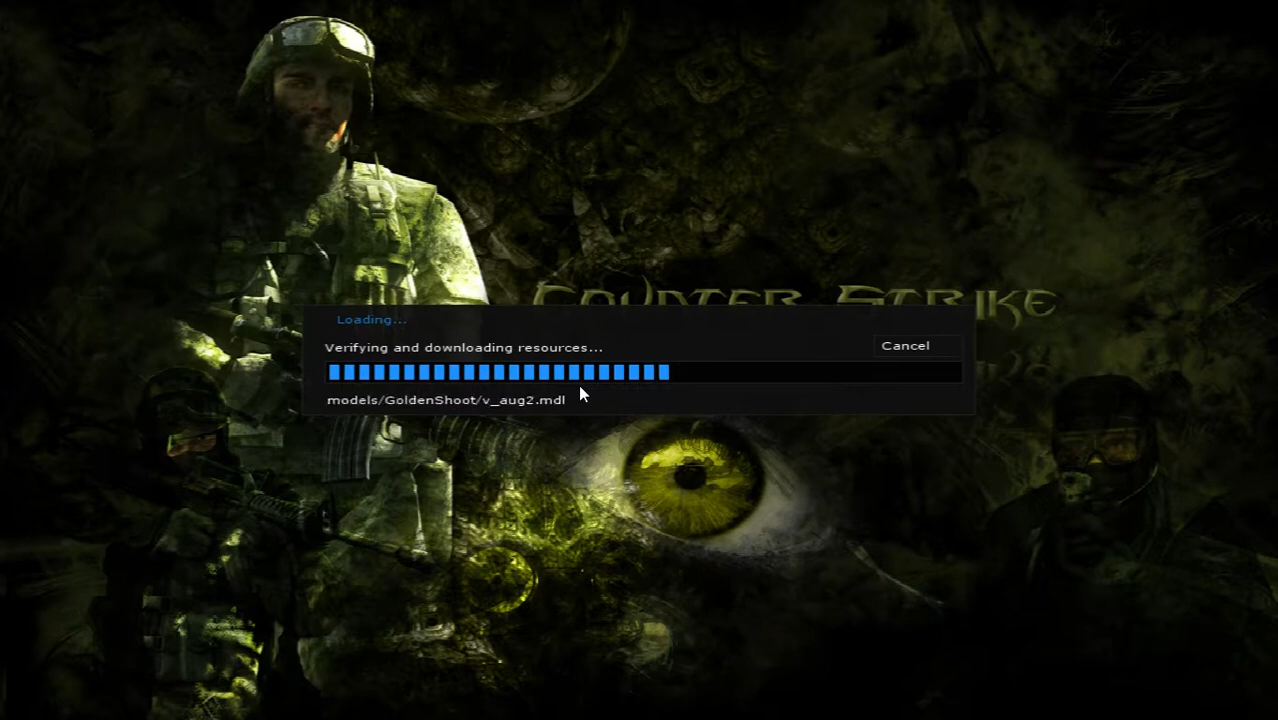 COUNTER STRIKE
Loading...
Verifying and downloading resources...
Cancel
models/GoldenShoot/v_aug2.mdl